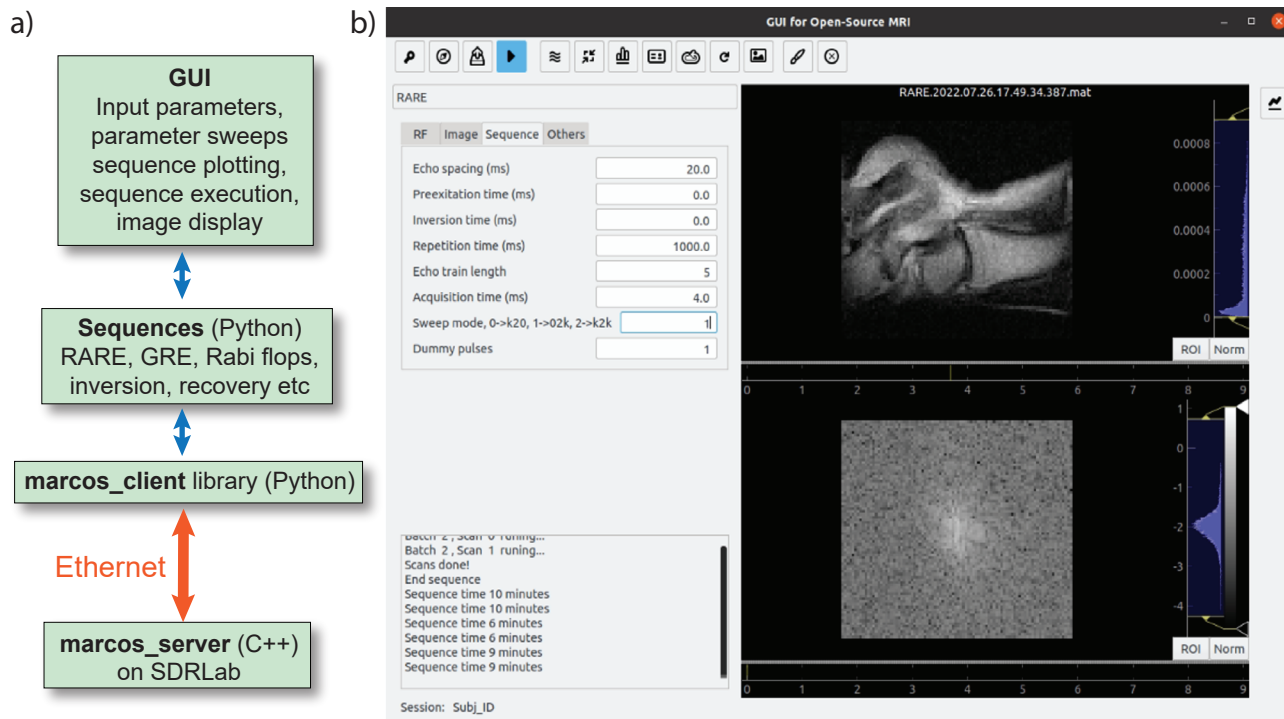 a)
GUI
Input parameters,
parameter sweeps
sequence plotting,
sequence execution,
image display
Sequences (Python)
RARE, GRE, Rabi flops,
inversion, recovery etc
marcos_client library (Python)
Ethernet
marcos_server (C++)
on SDRLab
b)
GUI for Open-Source MRI
RARE
RF Image Sequence Others
Echo spacing (ms) 20.0
Preexitation time (ms) 0.0
Inversion time (ms) 0.0
Repetition time (ms) 1000.0
Echo train length 5
Acquisition time (ms) 4.0
Sweep mode, 0->k20, 1->02k, 2->k2k 1
Dummy pulses 1
Batch 2 , Scan 0 runing...
Batch 2 , Scan 1 runing...
Scans done!
End sequence
Sequence time 10 minutes
Sequence time 10 minutes
Sequence time 6 minutes
Sequence time 6 minutes
Sequence time 9 minutes
Sequence time 9 minutes
Session: Subj_ID
RARE.2022.07.26.17.49.34.387.mat
0.0008
0.0006
0.0004
0.0002
0
ROI Norm
0 1 2 3 4 5 6 7 8 9
1
0
-1
-2
-3
-4
ROI Norm
0 1 2 3 4 5 6 7 8 9